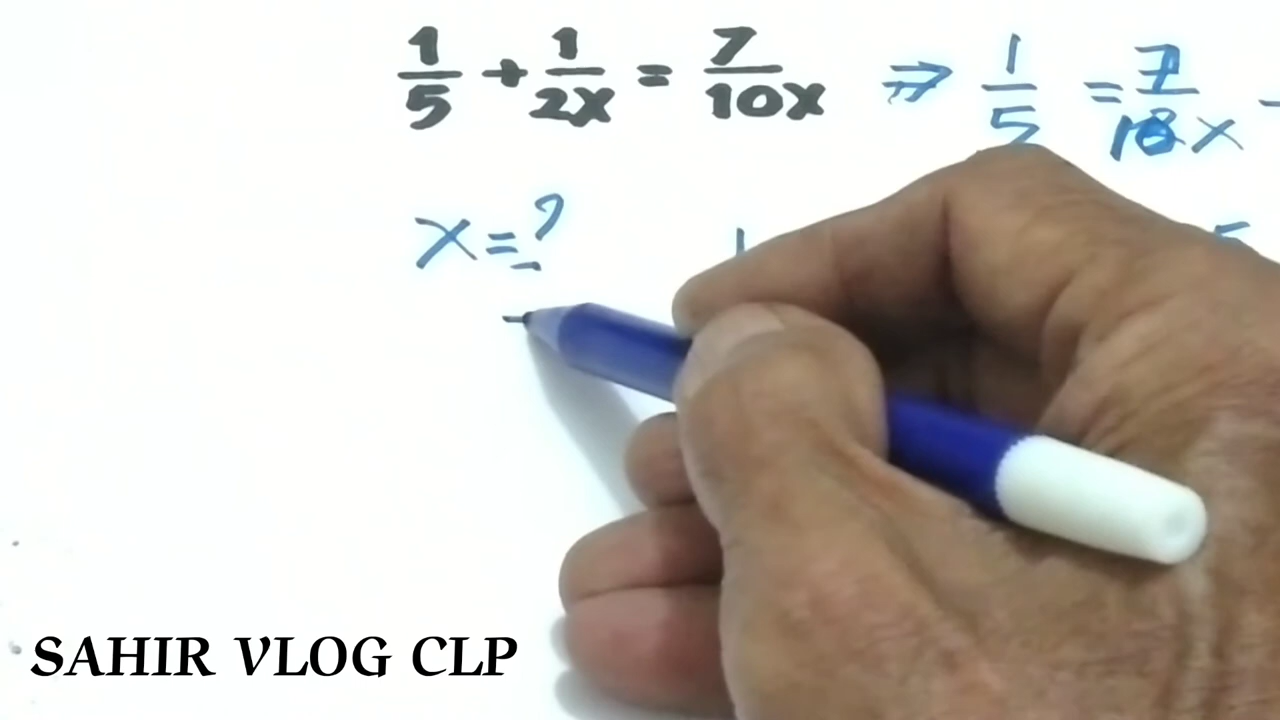 1/5 + 1/2X = 7/10X ⇒ 1/5 = 7/10X -
X = ?
SAHIR VLOG CLP